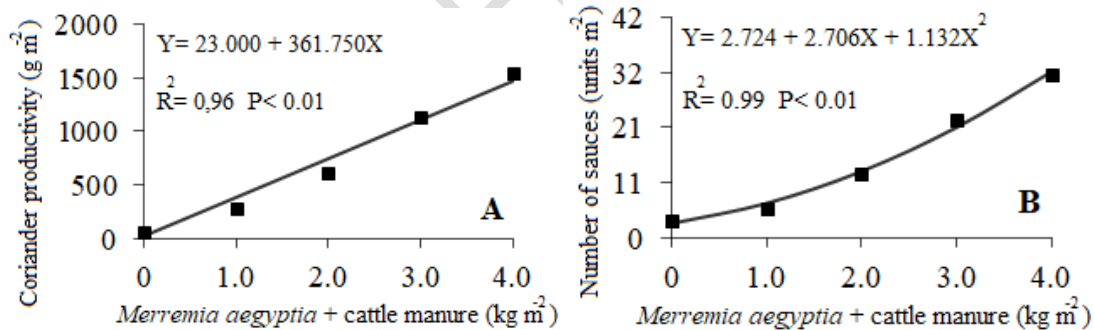 2000
1500
1000
500
0
Coriander productivity (g m-2)
Y= 23.000 + 361.750X
R2= 0,96 P< 0.01
A
0 1.0 2.0 3.0 4.0
Merremia aegyptia + cattle manure (kg m-2)
42
32
21
11
0
Number of sauces (units m-2)
Y= 2.724 + 2.706X + 1.132X2
R2= 0.99 P< 0.01
B
0 1.0 2.0 3.0 4.0
Merremia aegyptia + cattle manure (kg m-2)